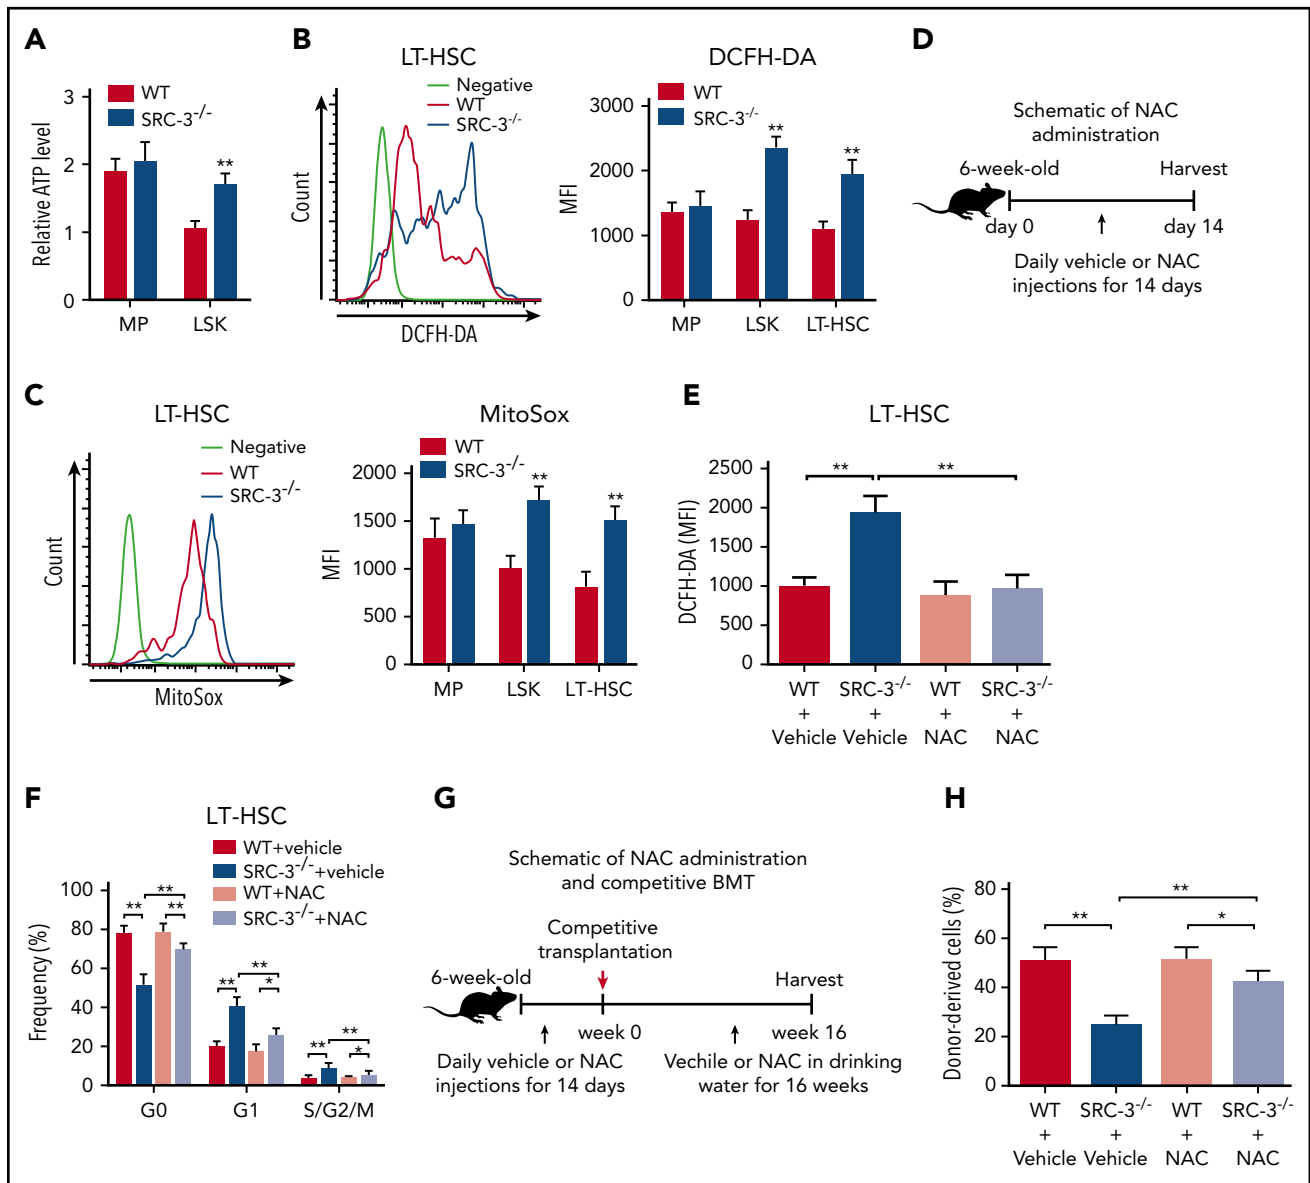 A
WT
SRC-3-/-
Relative ATP level
3
2
1
0
**
MP
LSK
B
LT-HSC
Negative
WT
SRC-3-/-
Count
DCFH-DA
DCFH-DA
WT
SRC-3-/-
MFI
3000
2000
1000
0
**
**
MP
LSK
LT-HSC
D
Schematic of NAC
administration
6-week-old
Harvest
day 0
day 14
Daily vehicle or NAC
injections for 14 days
C
LT-HSC
Negative
WT
SRC-3-/-
Count
MitoSox
MitoSox
WT
SRC-3-/-
MFI
2000
1500
1000
500
0
**
**
MP
LSK
LT-HSC
E
LT-HSC
DCFH-DA (MFI)
2500
2000
1500
1000
500
0
**
**
WT
+
Vehicle
SRC-3-/-
+
Vehicle
WT
+
NAC
SRC-3-/-
+
NAC
F
LT-HSC
WT+vehicle
SRC-3-/-+vehicle
WT+NAC
SRC-3-/-+NAC
Frequency (%)
100
80
60
40
20
0
**
**
**
**
**
*
**
**
*
G0
G1
S/G2/M
G
Schematic of NAC administration
and competitive BMT
Competitive
transplantation
6-week-old
Harvest
week 0
week 16
Daily vehicle or NAC
injections for 14 days
Vechile or NAC in drinking
water for 16 weeks
H
Donor-derived cells (%)
80
60
40
20
0
**
**
*
WT
+
Vehicle
SRC-3-/-
+
Vehicle
WT
+
NAC
SRC-3-/-
+
NAC